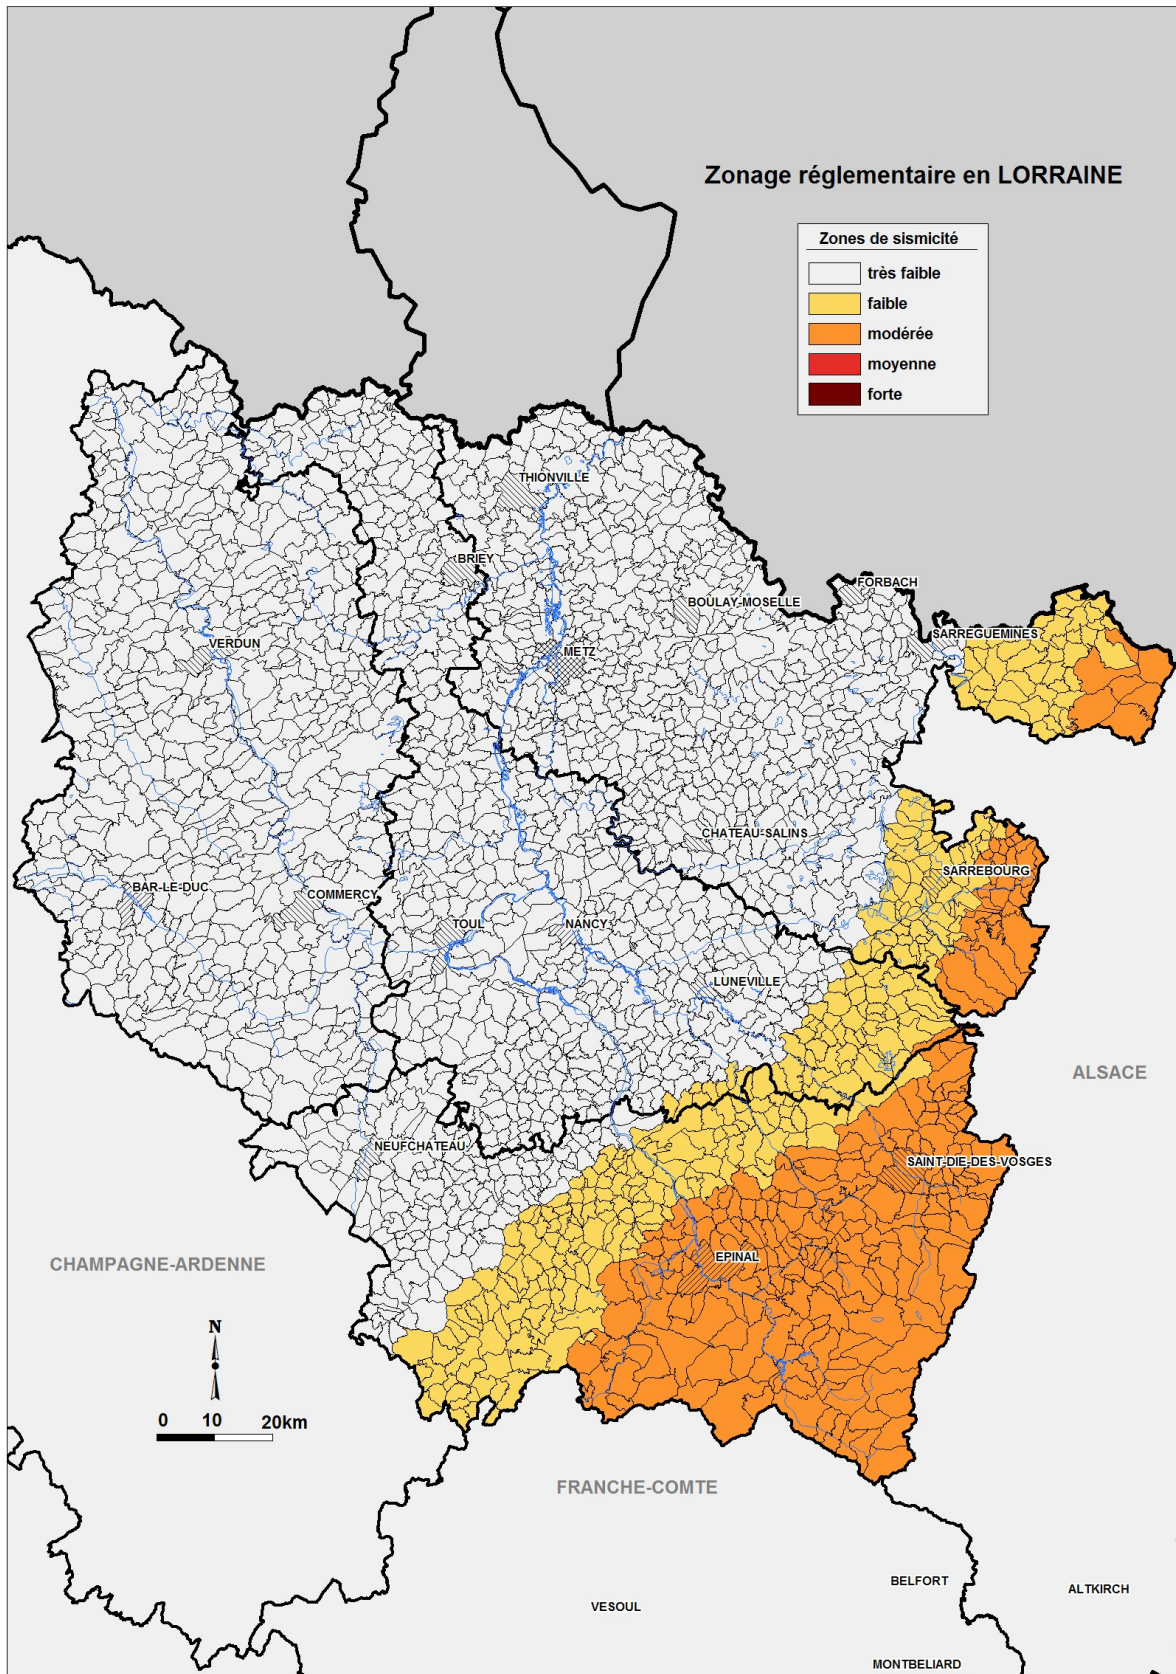 Zonage réglementaire en LORRAINE
Zones de sismicité
très faible
faible
modérée
moyenne
forte
THIONVILLE
BRIEY
FORBACH
BOULAY-MOSELLE
SARREGUEMINES
VERDUN
METZ
CHATEAU-SALINS
SARREBOURG
BAR-LE-DUC
COMMERCY
TOUL
NANCY
LUNEVILLE
ALSACE
NEUFCHATEAU
SAINT-DIE-DES-VOSGES
CHAMPAGNE-ARDENNE
EPINAL
N
0 10 20km
FRANCHE-COMTE
BELFORT
ALTKIRCH
VESOUL
MONTBELIARD